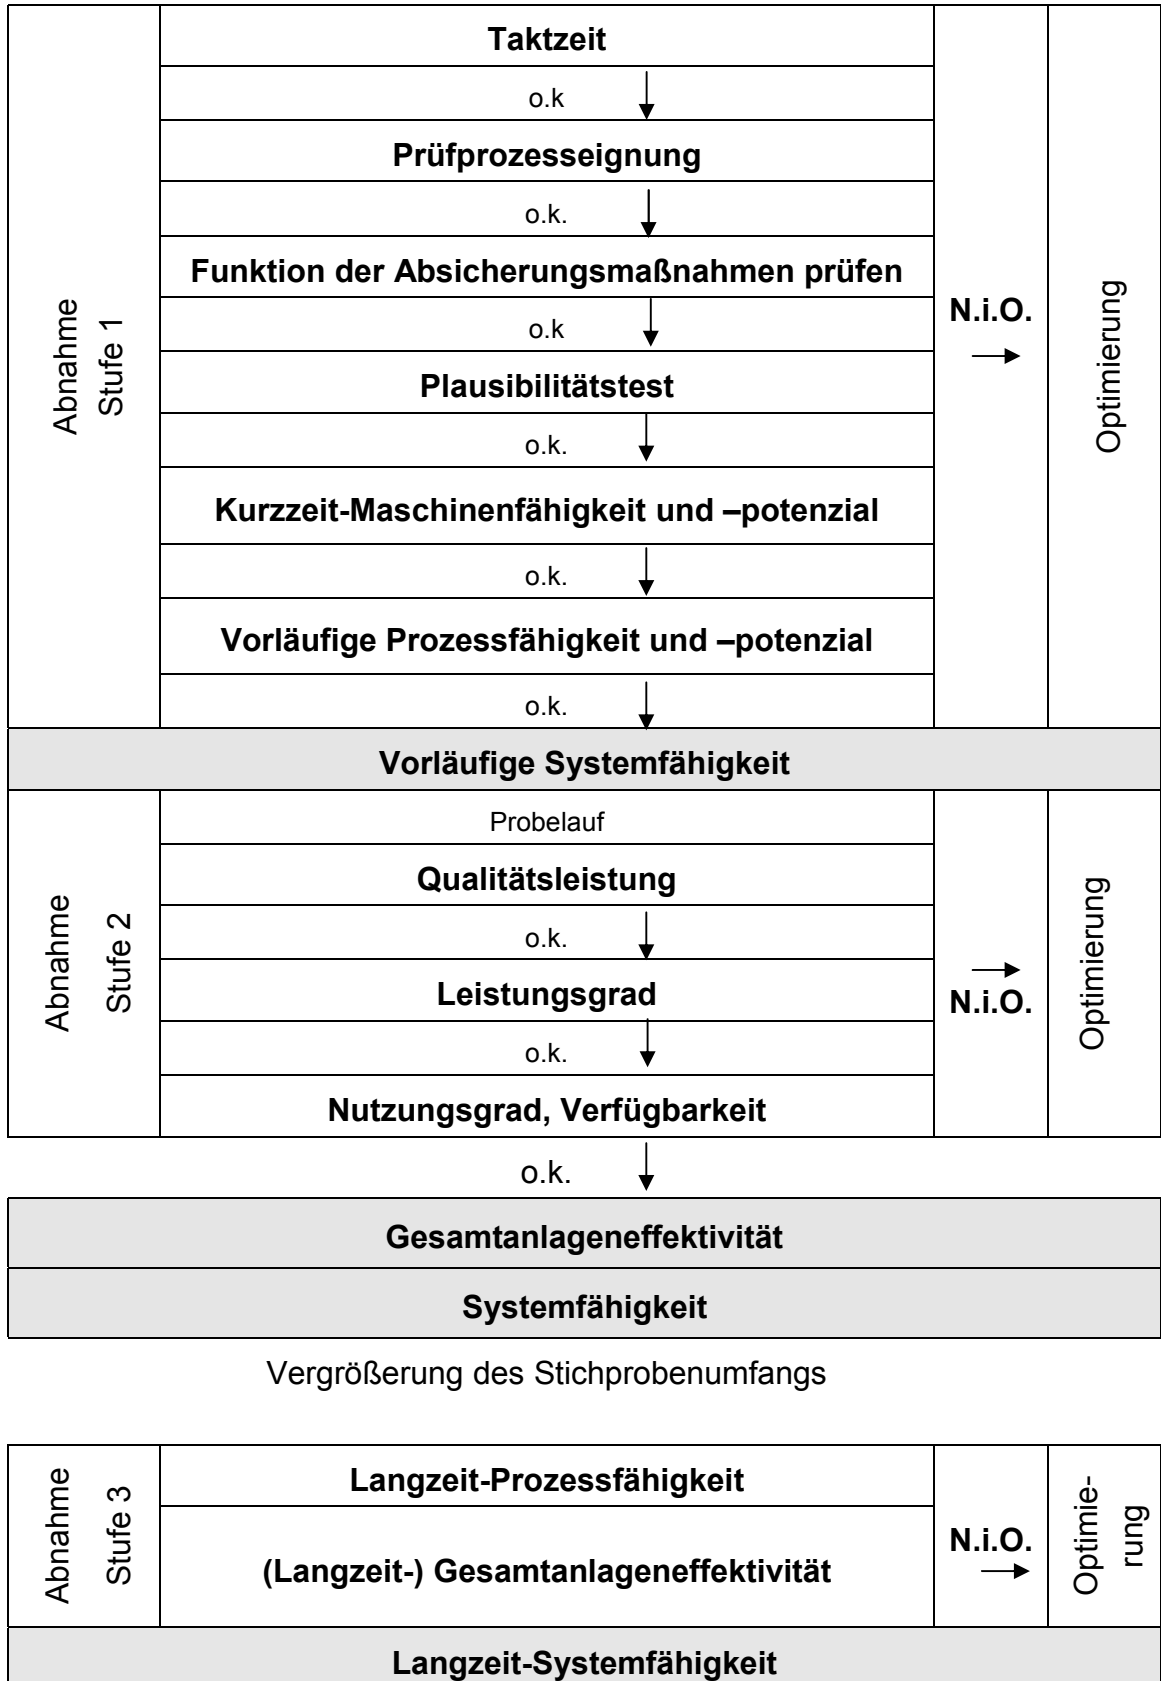 Abnahme
Stufe 1
Taktzeit
o.k
Prüfprozesseignung
o.k.
Funktion der Absicherungsmaßnahmen prüfen
o.k
Plausibilitätstest
o.k.
Kurzzeit-Maschinenfähigkeit und –potenzial
o.k.
Vorläufige Prozessfähigkeit und –potenzial
o.k.
N.i.O.
Optimierung
Vorläufige Systemfähigkeit
Abnahme
Stufe 2
Probelauf
Qualitätsleistung
o.k.
Leistungsgrad
o.k.
Nutzungsgrad, Verfügbarkeit
N.i.O.
Optimierung
o.k.
Gesamtanlageneffektivität
Systemfähigkeit
Vergrößerung des Stichprobenumfangs
Abnahme
Stufe 3
Langzeit-Prozessfähigkeit
(Langzeit-) Gesamtanlageneffektivität
N.i.O.
Optimie-
rung
Langzeit-Systemfähigkeit